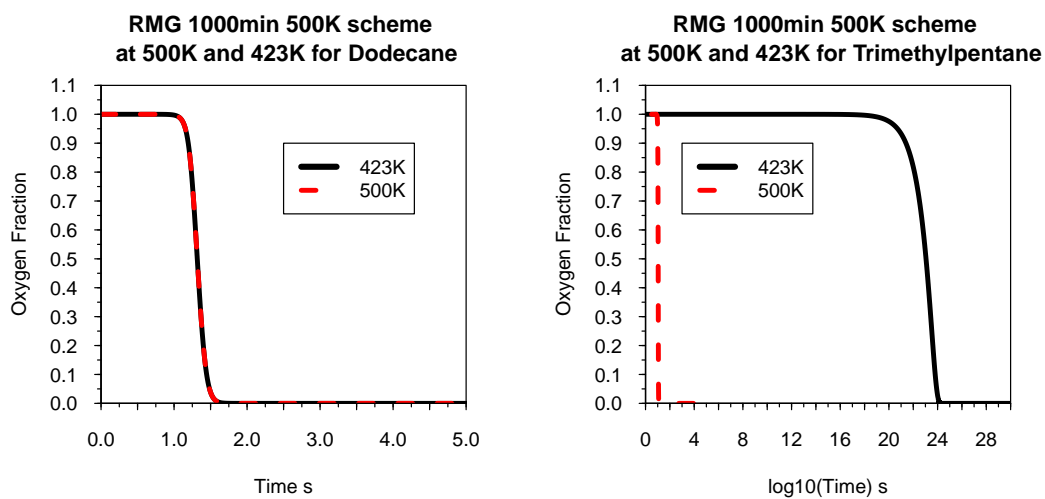 RMG 1000min 500K scheme
at 500K and 423K for Dodecane
1.1
1.0
0.9
0.8
0.7
0.6
0.5
0.4
0.3
0.2
0.1
0.0
Oxygen Fraction
423K
500K
0.0 1.0 2.0 3.0 4.0 5.0
Time s
RMG 1000min 500K scheme
at 500K and 423K for Trimethylpentane
1.1
1.0
0.9
0.8
0.7
0.6
0.5
0.4
0.3
0.2
0.1
0.0
Oxygen Fraction
423K
500K
0 4 8 12 16 20 24 28
log10(Time) s